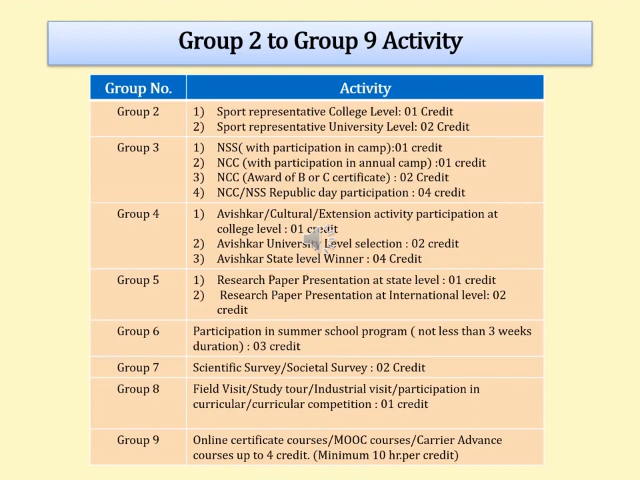 Group 2 to Group 9 Activity
Group No. Activity
Group 2 1) Sport representative College Level: 01 Credit
2) Sport representative University Level: 02 Credit
Group 3 1) NSS( with participation in camp):01 credit
2) NCC (with participation in annual camp) :01 credit
3) NCC (Award of B or C certificate) : 02 Credit
4) NCC/NSS Republic day participation : 04 credit
Group 4 1) Avishkar/Cultural/Extension activity participation at
college level : 01 credit
2) Avishkar University Level selection : 02 credit
3) Avishkar State level Winner : 04 Credit
Group 5 1) Research Paper Presentation at state level : 01 credit
2) Research Paper Presentation at International level: 02
credit
Group 6 Participation in summer school program ( not less than 3 weeks
duration) : 03 credit
Group 7 Scientific Survey/Societal Survey : 02 Credit
Group 8 Field Visit/Study tour/Industrial visit/participation in
curricular/curricular competition : 01 credit
Group 9 Online certificate courses/MOOC courses/Carrier Advance
courses up to 4 credit. (Minimum 10 hr.per credit)